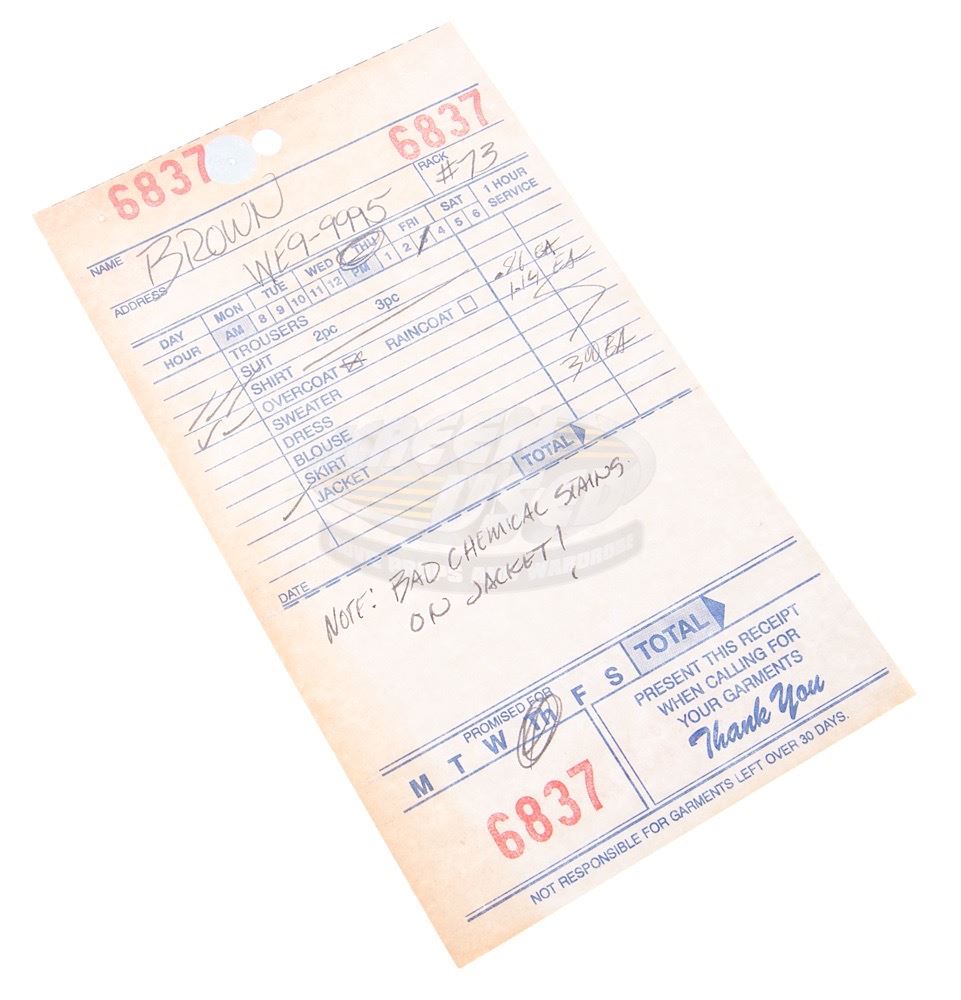 6837 6837
NAME BROWN RACK #73
ADDRESS WE9-9995
DAY MON TUE WED THU FRI SAT 1 HOUR SERVICE
HOUR AM 8 9 10 11 12 PM 1 2 3 4 5 6
TROUSERS
SUIT 2pc 3pc
SHIRT
OVERCOAT RAINCOAT
SWEATER
DRESS
BLOUSE
SKIRT
JACKET
EA
EA
EA
TOTAL
DATE
NOTE: BAD CHEMICAL STAINS
ON JACKET!
TOTAL
PROMISED FOR
M T W Th F S
6837
PRESENT THIS RECEIPT
WHEN CALLING FOR
YOUR GARMENTS
Thank You
NOT RESPONSIBLE FOR GARMENTS LEFT OVER 30 DAYS.